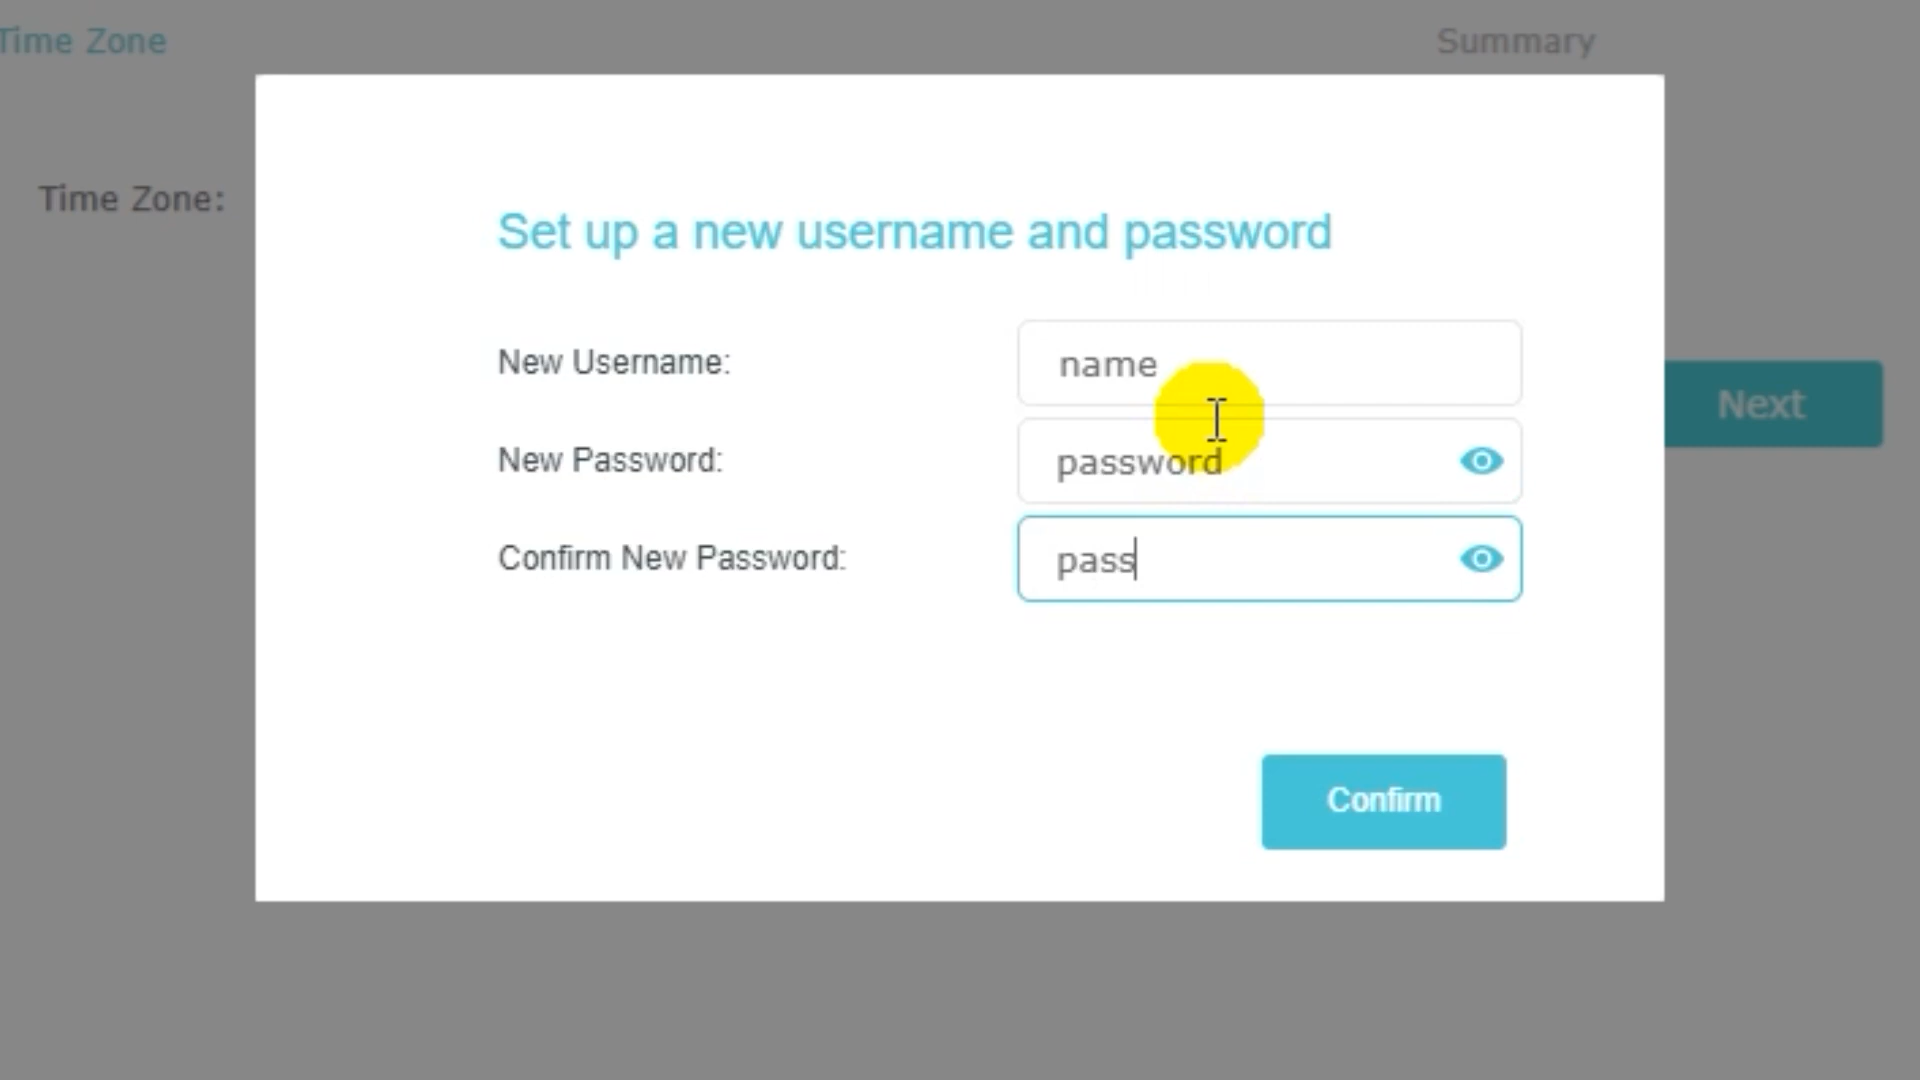 Time Zone
Summary
Time Zone:
Set up a new username and password
New Username:
name
Next
New Password:
password
Confirm New Password:
pass
Confirm